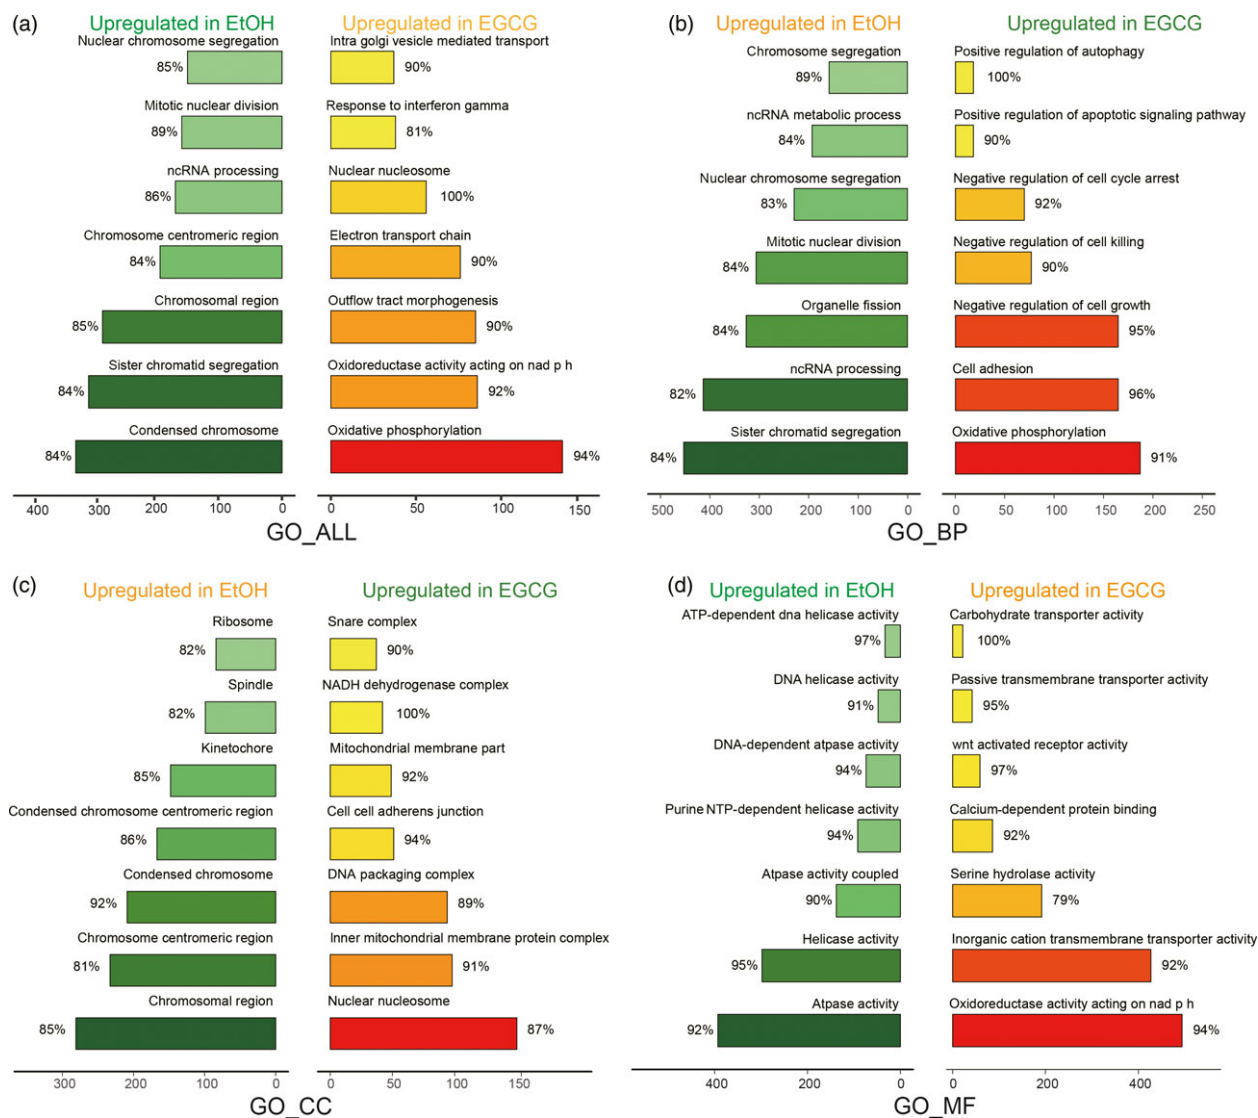 (a)
Upregulated in EtOH
Upregulated in EGCG
Nuclear chromosome segregation
85%
Mitotic nuclear division
89%
ncRNA processing
86%
Chromosome centromeric region
84%
Chromosomal region
85%
Sister chromatid segregation
84%
Condensed chromosome
84%
400 300 200 100 0
Intra golgi vesicle mediated transport
90%
Response to interferon gamma
81%
Nuclear nucleosome
100%
Electron transport chain
90%
Outflow tract morphogenesis
90%
Oxidoreductase activity acting on nad p h
92%
Oxidative phosphorylation
94%
0 50 100 150
GO_ALL
(b)
Upregulated in EtOH
Upregulated in EGCG
Chromosome segregation
89%
ncRNA metabolic process
84%
Nuclear chromosome segregation
83%
Mitotic nuclear division
84%
Organelle fission
84%
ncRNA processing
82%
Sister chromatid segregation
84%
500 400 300 200 100 0
Positive regulation of autophagy
100%
Positive regulation of apoptotic signaling pathway
90%
Negative regulation of cell cycle arrest
92%
Negative regulation of cell killing
90%
Negative regulation of cell growth
95%
Cell adhesion
96%
Oxidative phosphorylation
91%
0 50 100 150 200 250
GO_BP
(c)
Upregulated in EtOH
Upregulated in EGCG
Ribosome
82%
Spindle
82%
Kinetochore
85%
Condensed chromosome centromeric region
86%
Condensed chromosome
92%
Chromosome centromeric region
81%
Chromosomal region
85%
300 200 100 0
Snare complex
90%
NADH dehydrogenase complex
100%
Mitochondrial membrane part
92%
Cell cell adherens junction
94%
DNA packaging complex
89%
Inner mitochondrial membrane protein complex
91%
Nuclear nucleosome
87%
0 50 100 150 200
GO_CC
(d)
Upregulated in EtOH
Upregulated in EGCG
ATP-dependent dna helicase activity
97%
DNA helicase activity
91%
DNA-dependent atpase activity
94%
Purine NTP-dependent helicase activity
94%
Atpase activity coupled
90%
Helicase activity
95%
Atpase activity
92%
400 200 0
Carbohydrate transporter activity
100%
Passive transmembrane transporter activity
95%
wnt activated receptor activity
97%
Calcium-dependent protein binding
92%
Serine hydrolase activity
79%
Inorganic cation transmembrane transporter activity
92%
Oxidoreductase activity acting on nad p h
94%
0 200 400
GO_MF